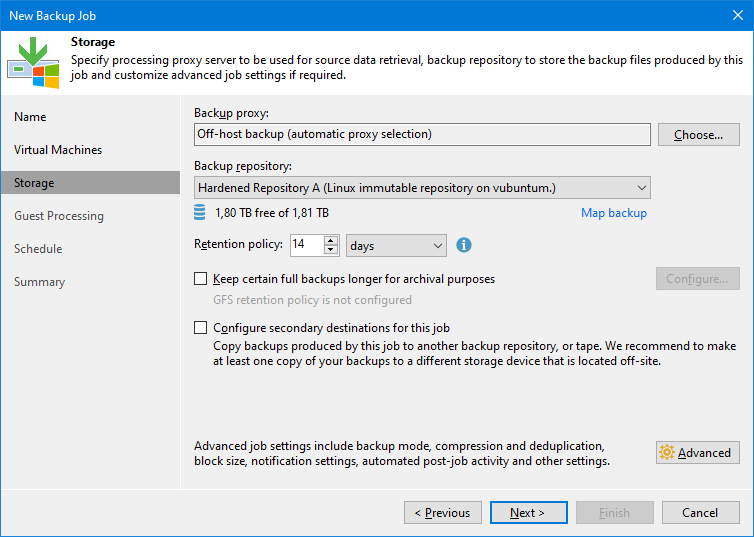 New Backup Job
Storage
Specify processing proxy server to be used for source data retrieval, backup repository to store the backup files produced by this
job and customize advanced job settings if required.
Name
Virtual Machines
Storage
Guest Processing
Schedule
Summary
Backup proxy:
Off-host backup (automatic proxy selection)
Choose...
Backup repository:
Hardened Repository A (Linux immutable repository on vubuntum.)
1,80 TB free of 1,81 TB
Map backup
Retention policy:
14
days
Keep certain full backups longer for archival purposes
Configure...
GFS retention policy is not configured
Configure secondary destinations for this job
Copy backups produced by this job to another backup repository, or tape. We recommend to make
at least one copy of your backups to a different storage device that is located off-site.
Advanced job settings include backup mode, compression and deduplication,
block size, notification settings, automated post-job activity and other settings.
Advanced
< Previous
Next >
Finish
Cancel